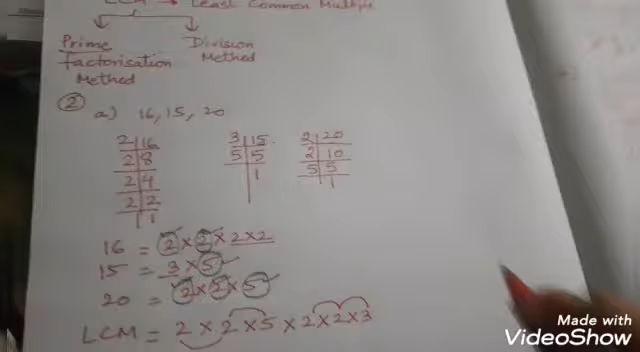 LCM → Least Common Multiple
Prime Factorisation Method
Division Method
②
a) 16, 15, 20
2 | 16
2 | 8
2 | 4
2 | 2
| 1
3 | 15
5 | 5
| 1
2 | 20
2 | 10
5 | 5
| 1
16 = 2 × 2 × 2 × 2
15 = 3 × 5
20 = 2 × 2 × 5
LCM = 2 × 2 × 5 × 2 × 2 × 3
Made with
VideoShow